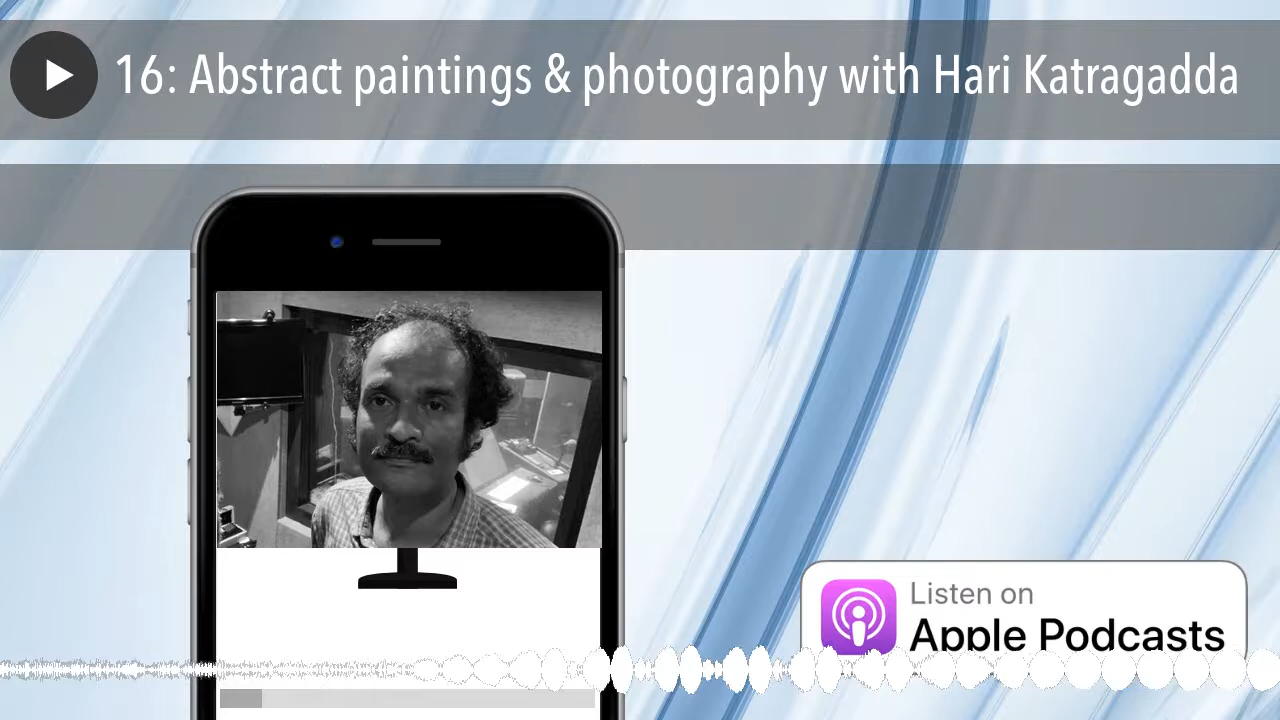 16: Abstract paintings & photography with Hari Katragadda
Listen on
Apple Podcasts